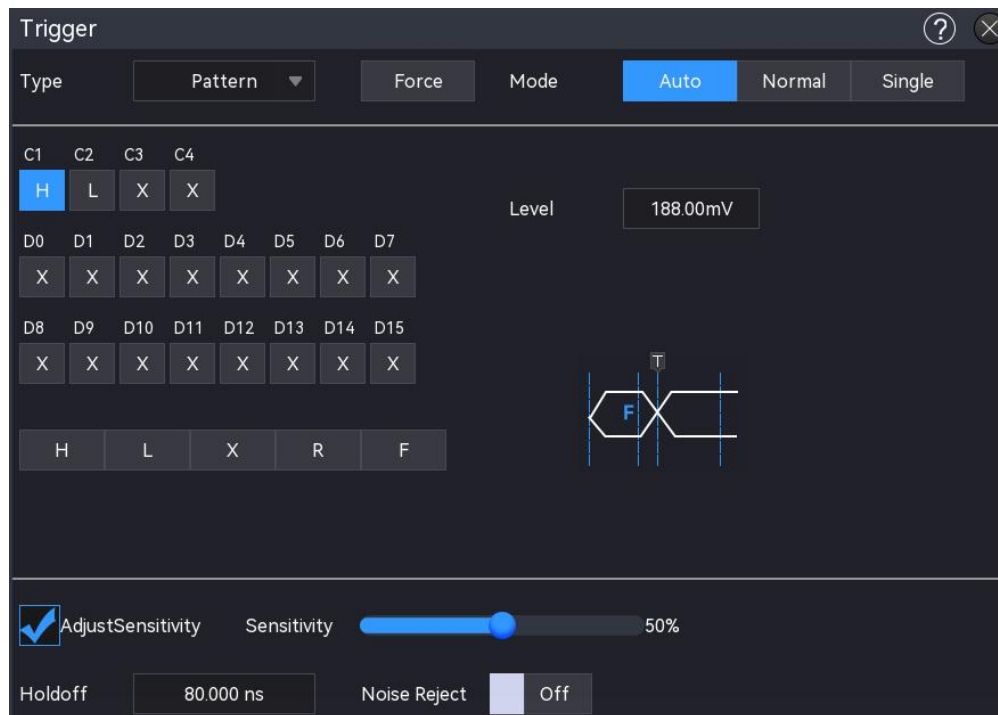 Trigger ?
Type Pattern Force Mode Auto Normal Single
C1 C2 C3 C4
H L X X
Level 188.00mV
D0 D1 D2 D3 D4 D5 D6 D7
X X X X X X X X
D8 D9 D10 D11 D12 D13 D14 D15
X X X X X X X X
T
F
H L X R F
AdjustSensitivity Sensitivity 50%
Holdoff 80.000 ns Noise Reject Off